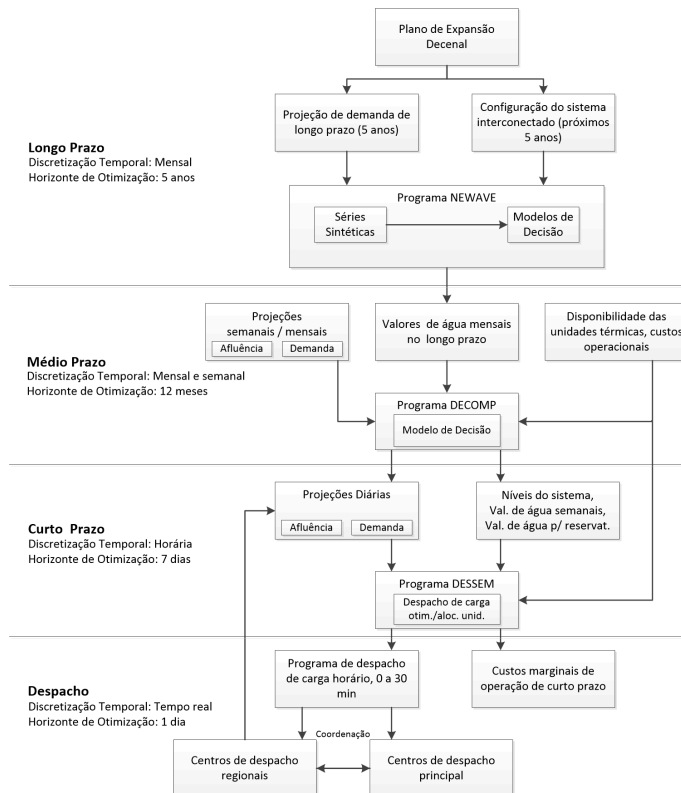 Plano de Expansão
Decenal
Projeção de demanda de
longo prazo (5 anos)
Configuração do sistema
interconectado (próximos
5 anos)
Longo Prazo
Discretização Temporal: Mensal
Horizonte de Otimização: 5 anos
Programa NEWAVE
Séries
Sintéticas
Modelos de
Decisão
Projeções
semanais / mensais
Afluência
Demanda
Valores de água mensais
no longo prazo
Disponibilidade das
unidades térmicas, custos
operacionais
Médio Prazo
Discretização Temporal: Mensal e semanal
Horizonte de Otimização: 12 meses
Programa DECOMP
Modelo de Decisão
Projeções Diárias
Afluência
Demanda
Níveis do sistema,
Val. de água semanais,
Val. de água p/ reservat.
Curto Prazo
Discretização Temporal: Horária
Horizonte de Otimização: 7 dias
Programa DESSEM
Despacho de carga
otim./aloc. unid.
Programa de despacho
de carga horário, 0 a 30
min
Custos marginais de
operação de curto prazo
Despacho
Discretização Temporal: Tempo real
Horizonte de Otimização: 1 dia
Coordenação
Centros de despacho
regionais
Centros de despacho
principal